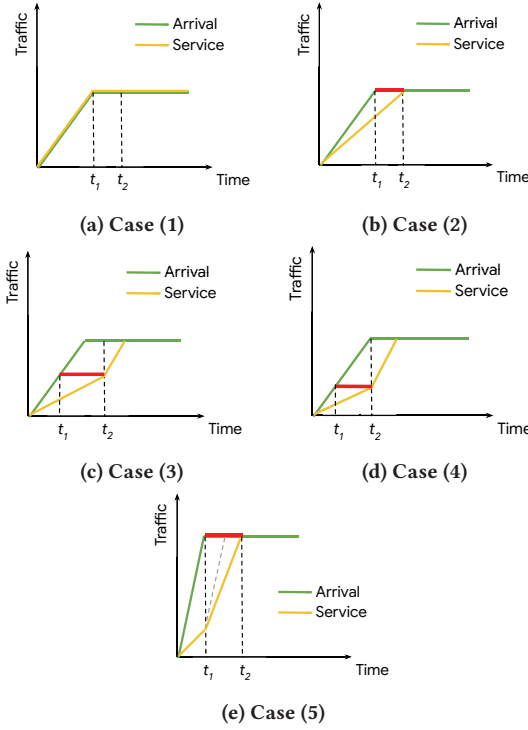 Traffic
Arrival
Service
t1 t2
Time
(a) Case (1)
Traffic
Arrival
Service
t1 t2
Time
(b) Case (2)
Traffic
Arrival
Service
t1 t2
Time
(c) Case (3)
Traffic
Arrival
Service
t1 t2
Time
(d) Case (4)
Traffic
Arrival
Service
t1 t2
Time
(e) Case (5)